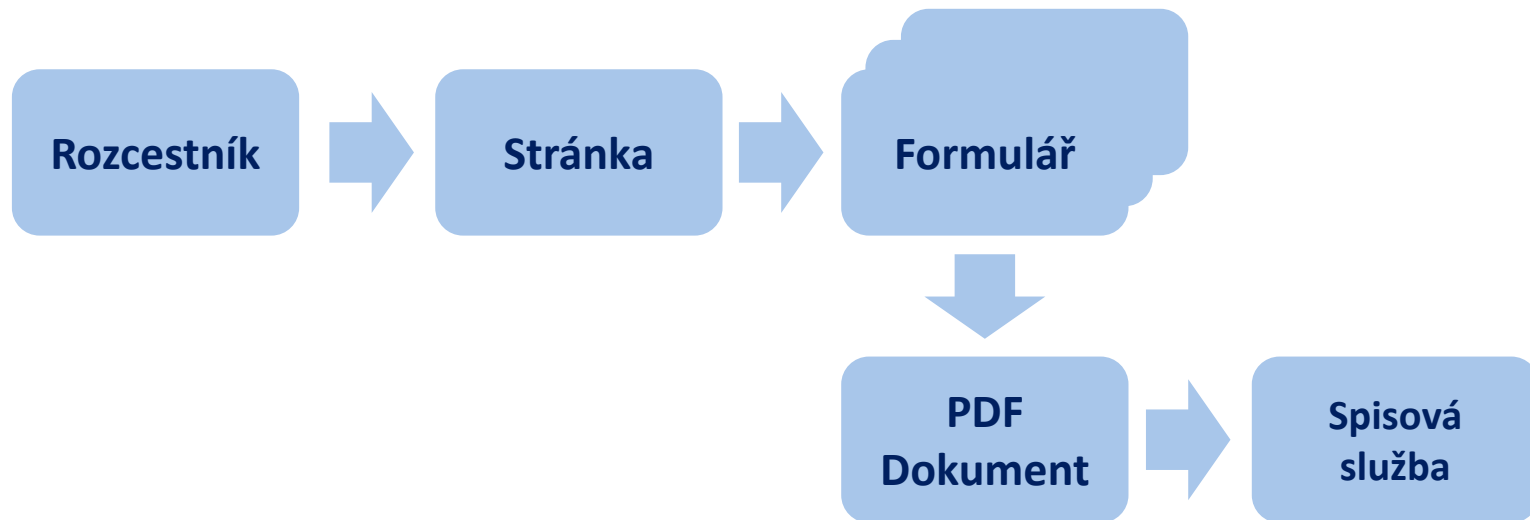 Rozcestník
Stránka
Formulář
PDF
Dokument
Spisová
služba